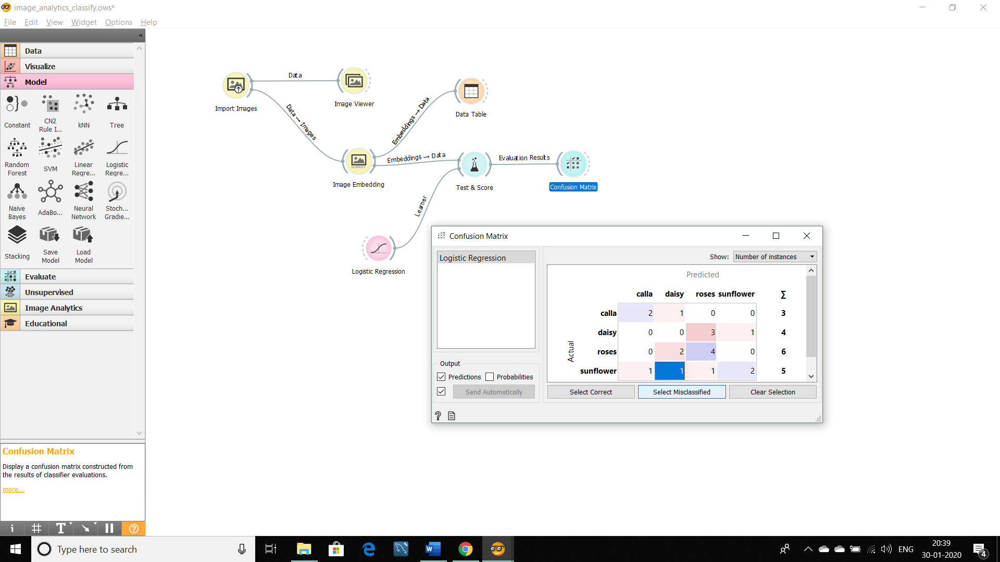 image_analytics_classify.ows*
File Edit View Widget Options Help
«
Data
Visualize
Model
Constant
CN2
Rule I...
kNN
Tree
Random
Forest
SVM
Linear
Regre...
Logistic
Regre...
Naive
Bayes
AdaBo...
Neural
Network
Stoch...
Gradie...
Stacking
Save
Model
Load
Model
Evaluate
Unsupervised
Image Analytics
Educational
Confusion Matrix
Display a confusion matrix constructed from
the results of classifier evaluations.
more...
Import Images
Data
Image Viewer
Data → Images
Embeddings → Data
Data Table
Image Embedding
011000111
Embeddings → Data
Test & Score
Evaluation Results
Confusion Matrix
Learner
Logistic Regression
Confusion Matrix
Logistic Regression
Show: Number of instances
Predicted
calla daisy roses sunflower ∑
calla 2 1 0 0 3
daisy 0 0 3 1 4
roses 0 2 4 0 6
sunflower 1 1 1 2 5
Actual
Output
Predictions Probabilities
Send Automatically
Select Correct Select Misclassified Clear Selection
?
i # T ?
Type here to search
W
ENG
20:39
30-01-2020
4